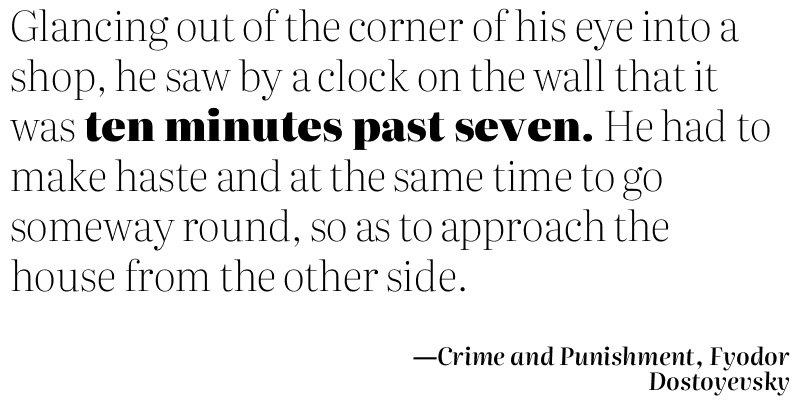 Glancing out of the corner of his eye into a
shop, he saw by a clock on the wall that it
was ten minutes past seven. He had to
make haste and at the same time to go
someway round, so as to approach the
house from the other side.
—Crime and Punishment, Fyodor
Dostoyevsky